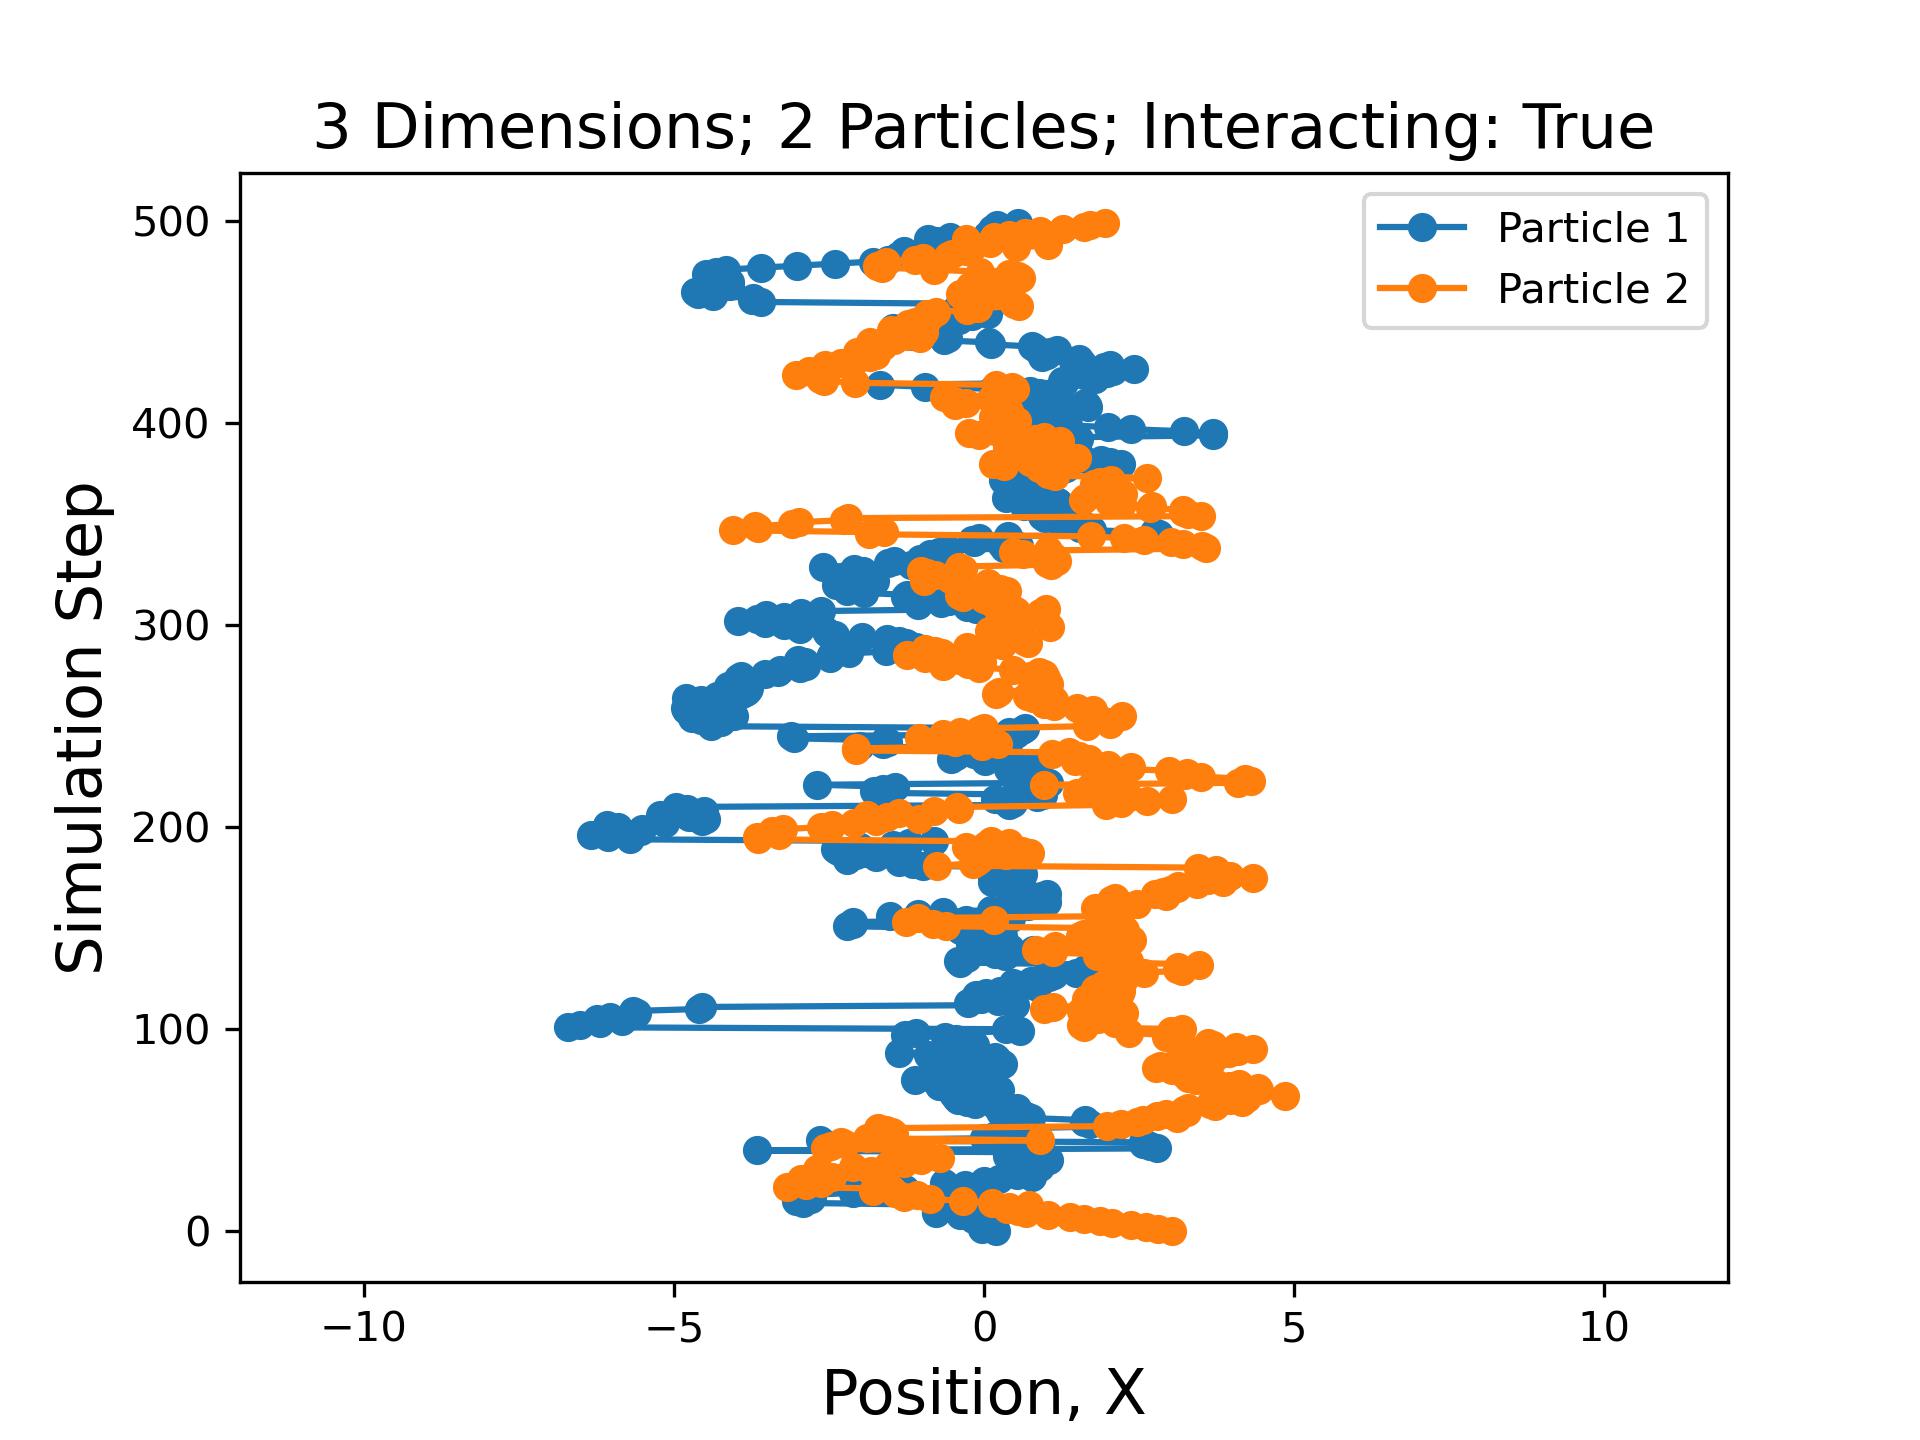 3 Dimensions; 2 Particles; Interacting: True
Particle 1
Particle 2
Simulation Step
500
400
300
200
100
0
−10
−5
0
5
10
Position, X